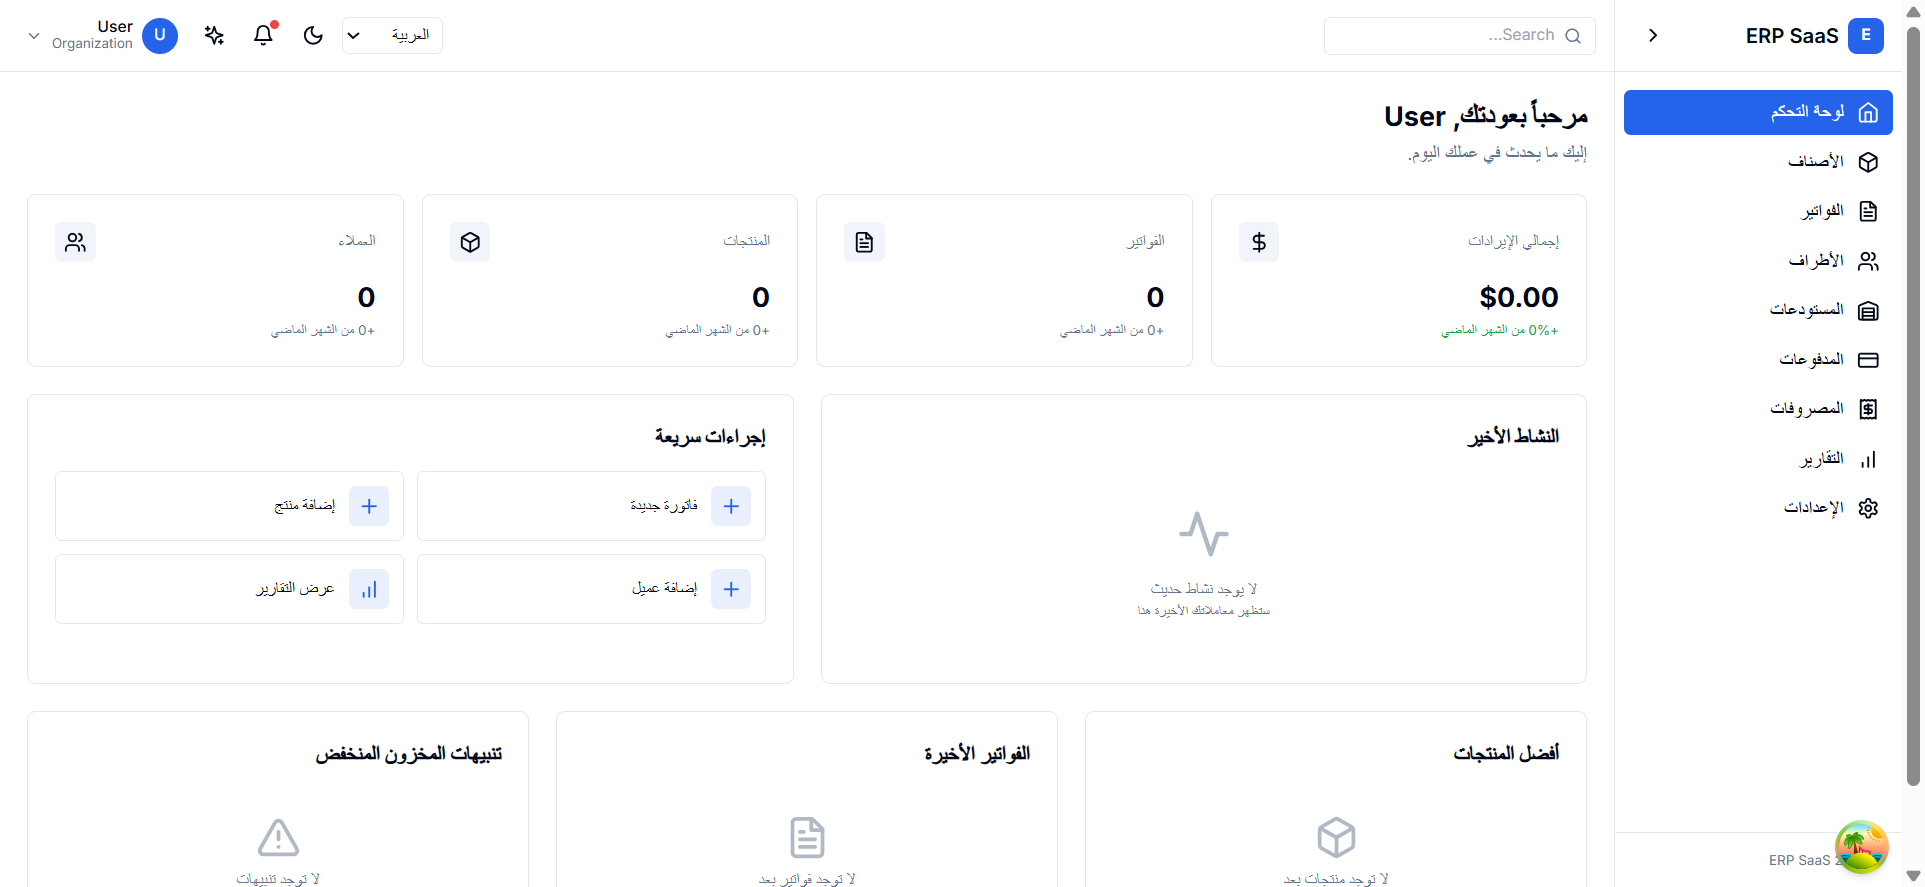 ERP SaaS
E
Search...
العربية
U
User
Organization
لوحة التحكم
الأصناف
الفواتير
الأطراف
المستودعات
المدفوعات
المصروفات
التقارير
الإعدادات
ERP SaaS
مرحباً بعودتك, User
إليك ما يحدث في عملك اليوم.
إجمالي الإيرادات
$0.00
+0% من الشهر الماضي
الفواتير
0
+0 من الشهر الماضي
المنتجات
0
+0 من الشهر الماضي
العملاء
0
+0 من الشهر الماضي
النشاط الأخير
لا يوجد نشاط حديث
ستظهر معاملاتك الأخيرة هنا
إجراءات سريعة
فاتورة جديدة
إضافة منتج
إضافة عميل
عرض التقارير
أفضل المنتجات
لا توجد منتجات بعد
الفواتير الأخيرة
لا توجد فواتير بعد
تنبيهات المخزون المنخفض
لا توجد تنبيهات